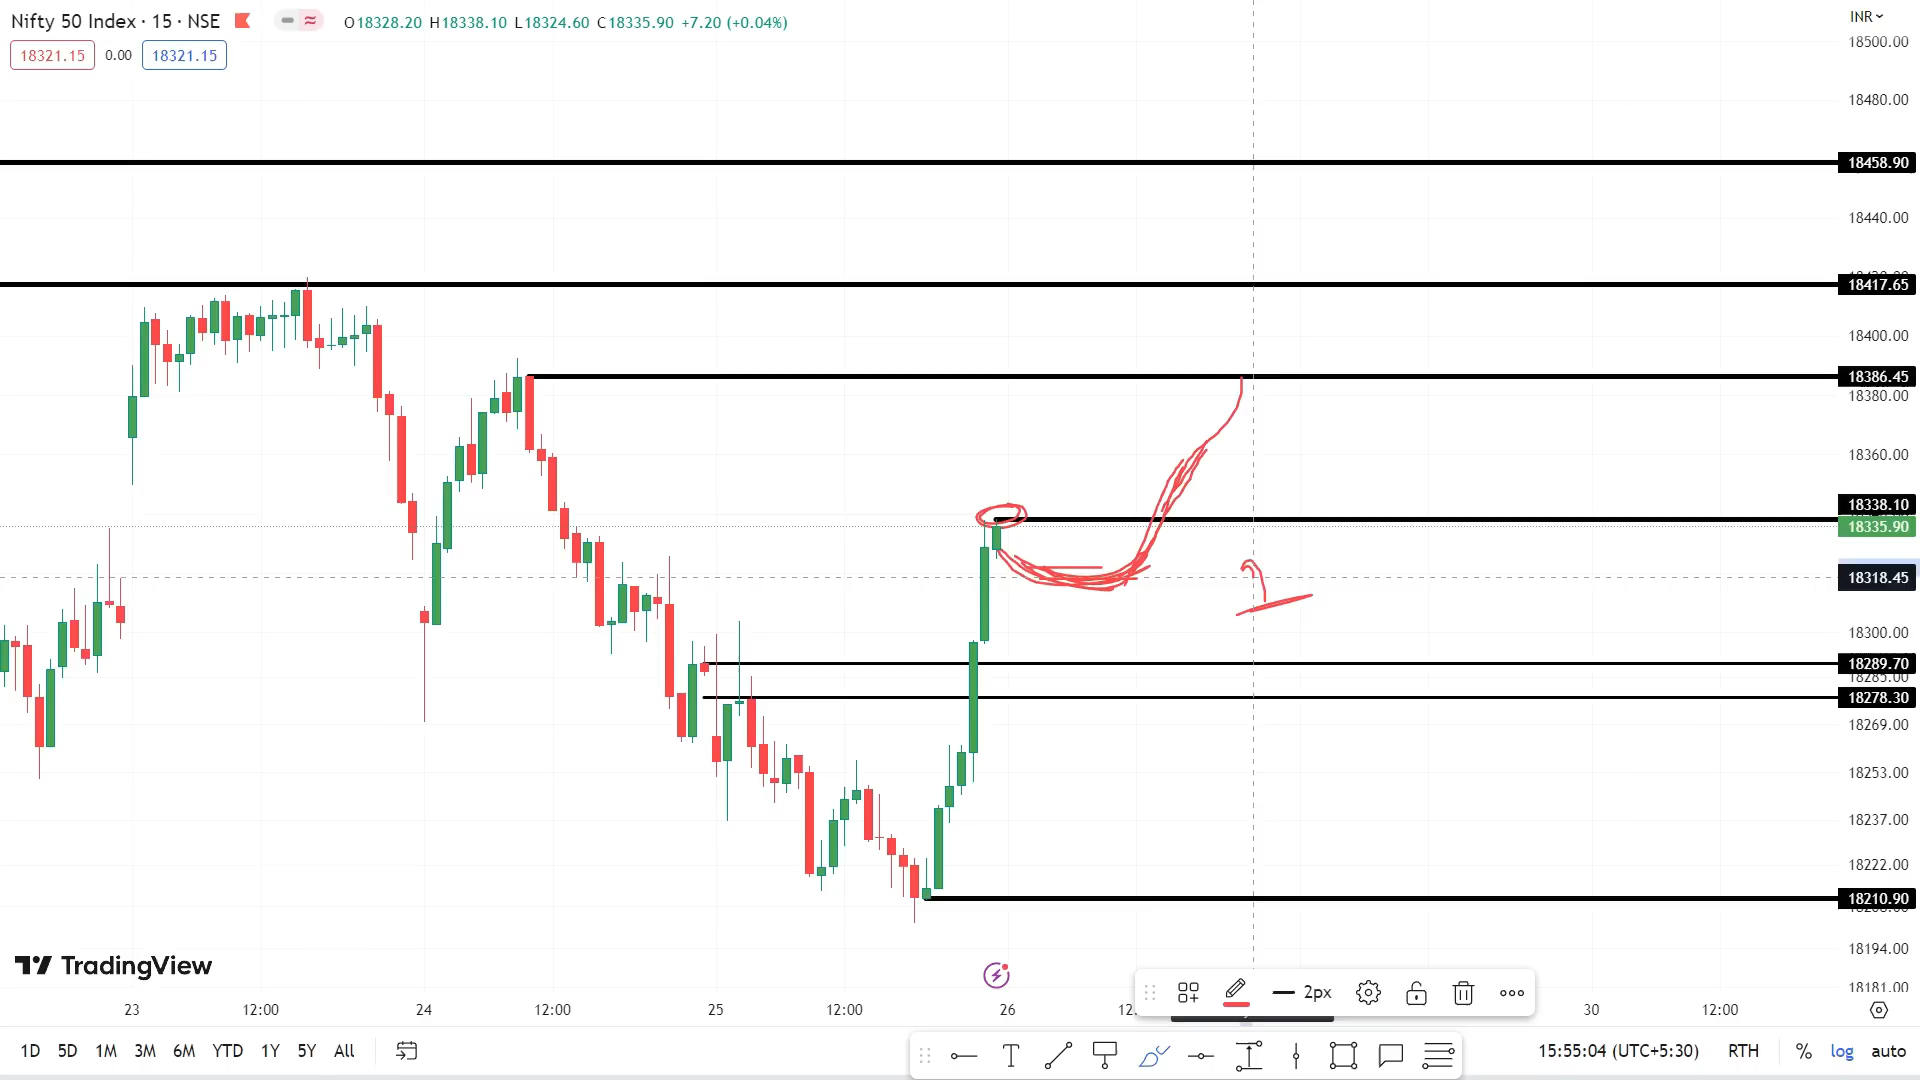 Nifty 50 Index · 15 · NSE
O18328.20 H18338.10 L18324.60 C18335.90 +7.20 (+0.04%)
INR
18321.15 0.00 18321.15
18500.00
18480.00
18458.90
18440.00
18417.65
18400.00
18386.45
18380.00
18360.00
18338.10
18335.90
18318.45
18300.00
18289.70
18285.00
18278.30
18269.00
18253.00
18237.00
18222.00
18210.90
18194.00
18181.00
TradingView
2px
23 12:00 24 12:00 25 12:00 26 30 12:00
1D 5D 1M 3M 6M YTD 1Y 5Y All
T
15:55:04 (UTC+5:30) RTH % log auto